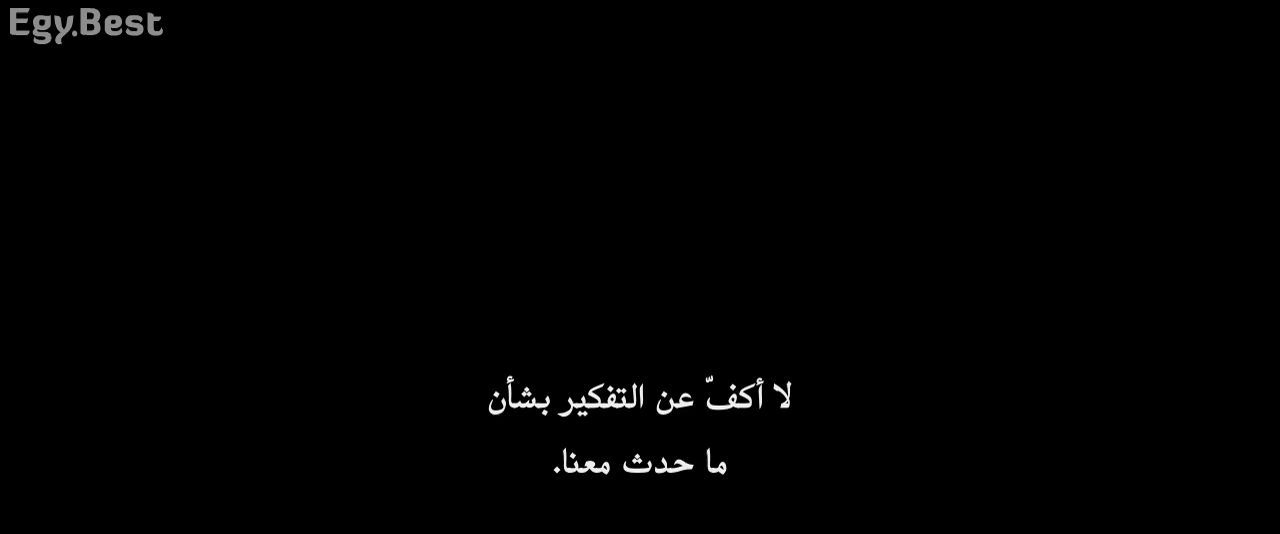 Egy.Best
لا أكفّ عن التفكير بشأن
ما حدث معنا.